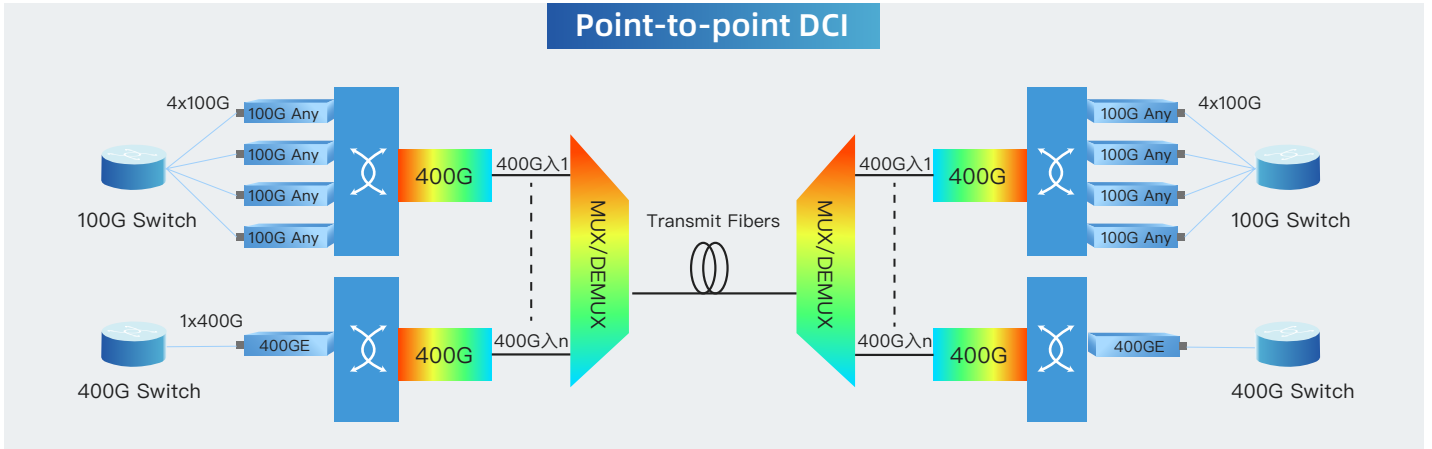 Point-to-point DCI
4x100G
100G Any
100G Any
100G Any
100G Any
100G Switch
400G
400G入1
MUX/DEMUX
Transmit Fibers
MUX/DEMUX
400G入1
400G
100G Any
100G Any
100G Any
100G Any
4x100G
100G Switch
1x400G
400GE
400G Switch
400G
400G入n
400G入n
400G
400GE
400G Switch